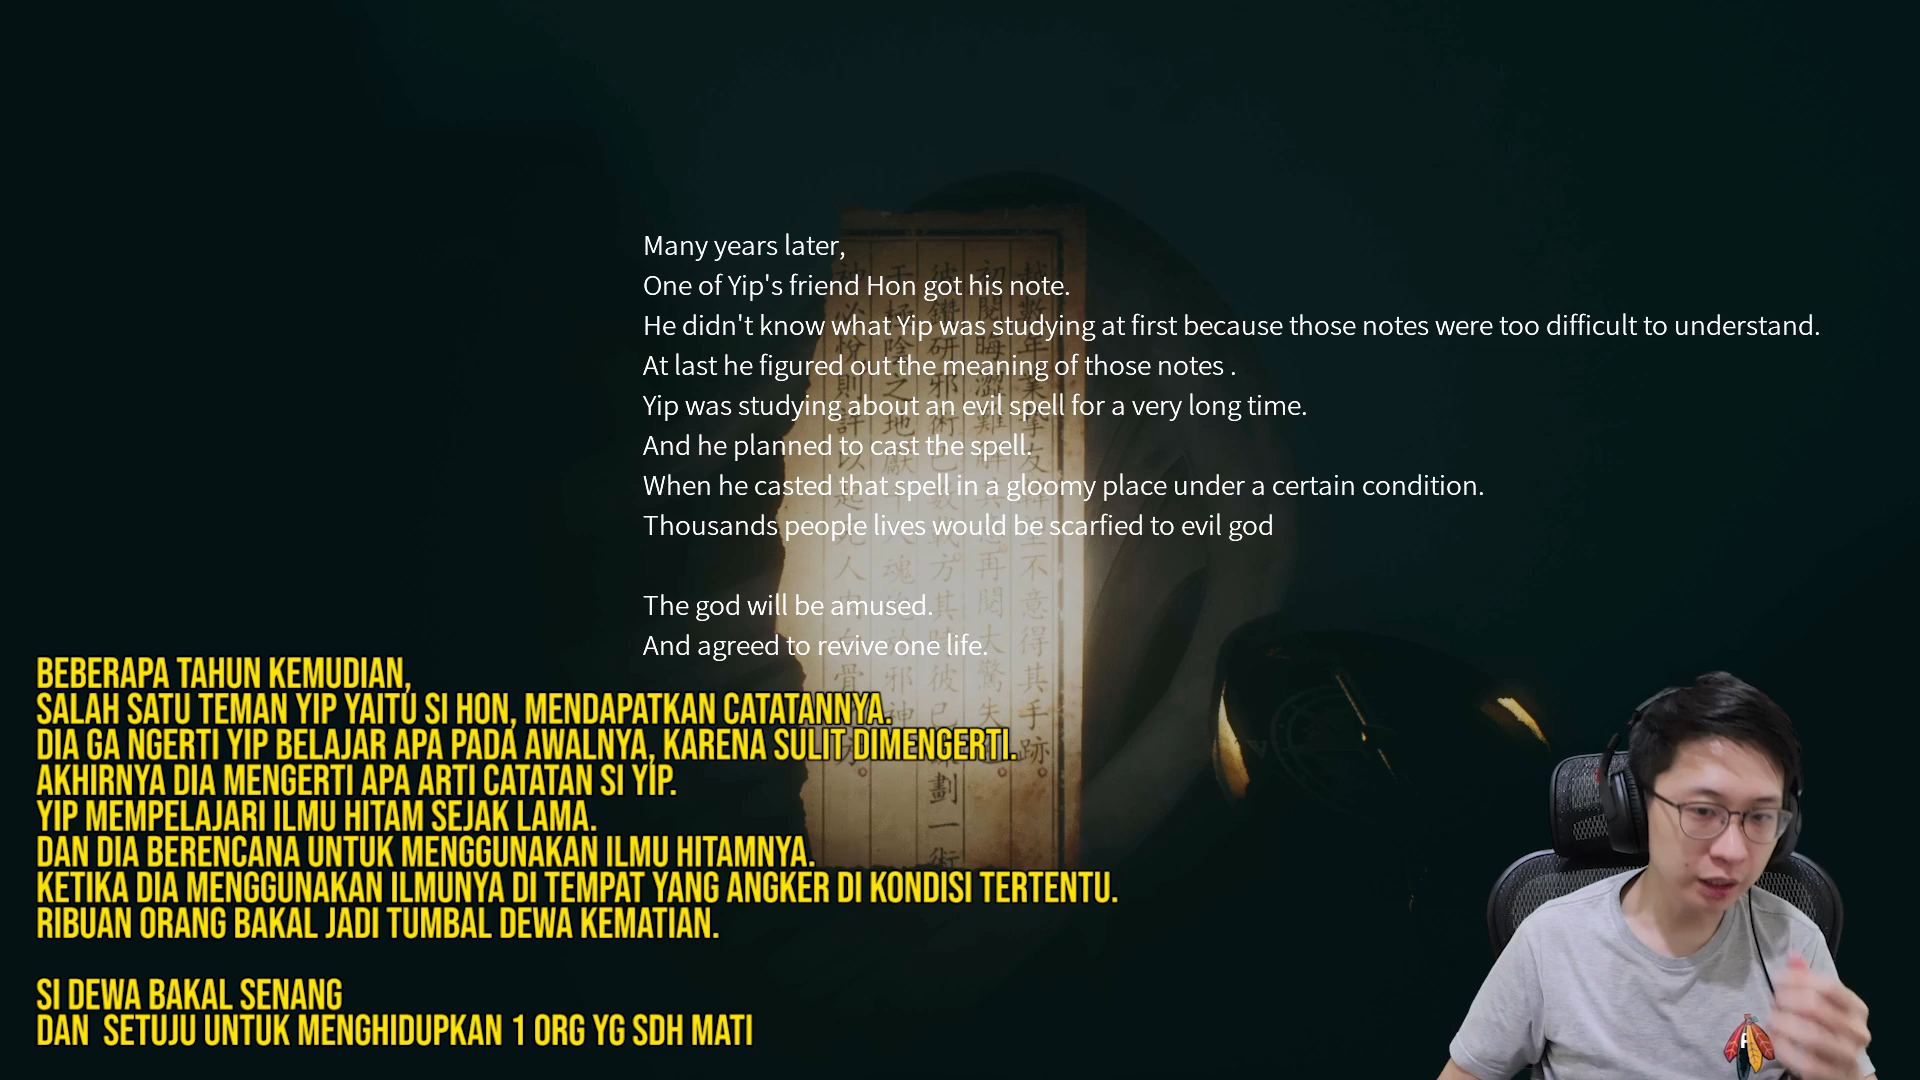 Many years later,
One of Yip's friend Hon got his note.
He didn't know what Yip was studying at first because those notes were too difficult to understand.
At last he figured out the meaning of those notes .
Yip was studying about an evil spell for a very long time.
And he planned to cast the spell.
When he casted that spell in a gloomy place under a certain condition.
Thousands people lives would be scarfied to evil god
The god will be amused.
And agreed to revive one life.
BEBERAPA TAHUN KEMUDIAN,
SALAH SATU TEMAN YIP YAITU SI HON, MENDAPATKAN CATATANNYA.
DIA GA NGERTI YIP BELAJAR APA PADA AWALNYA, KARENA SULIT DIMENGERTI.
AKHIRNYA DIA MENGERTI APA ARTI CATATAN SI YIP.
YIP MEMPELAJARI ILMU HITAM SEJAK LAMA.
DAN DIA BERENCANA UNTUK MENGGUNAKAN ILMU HITAMNYA.
KETIKA DIA MENGGUNAKAN ILMUNYA DI TEMPAT YANG ANGKER DI KONDISI TERTENTU.
RIBUAN ORANG BAKAL JADI TUMBAL DEWA KEMATIAN.
SI DEWA BAKAL SENANG
DAN SETUJU UNTUK MENGHIDUPKAN 1 ORG YG SDH MATI